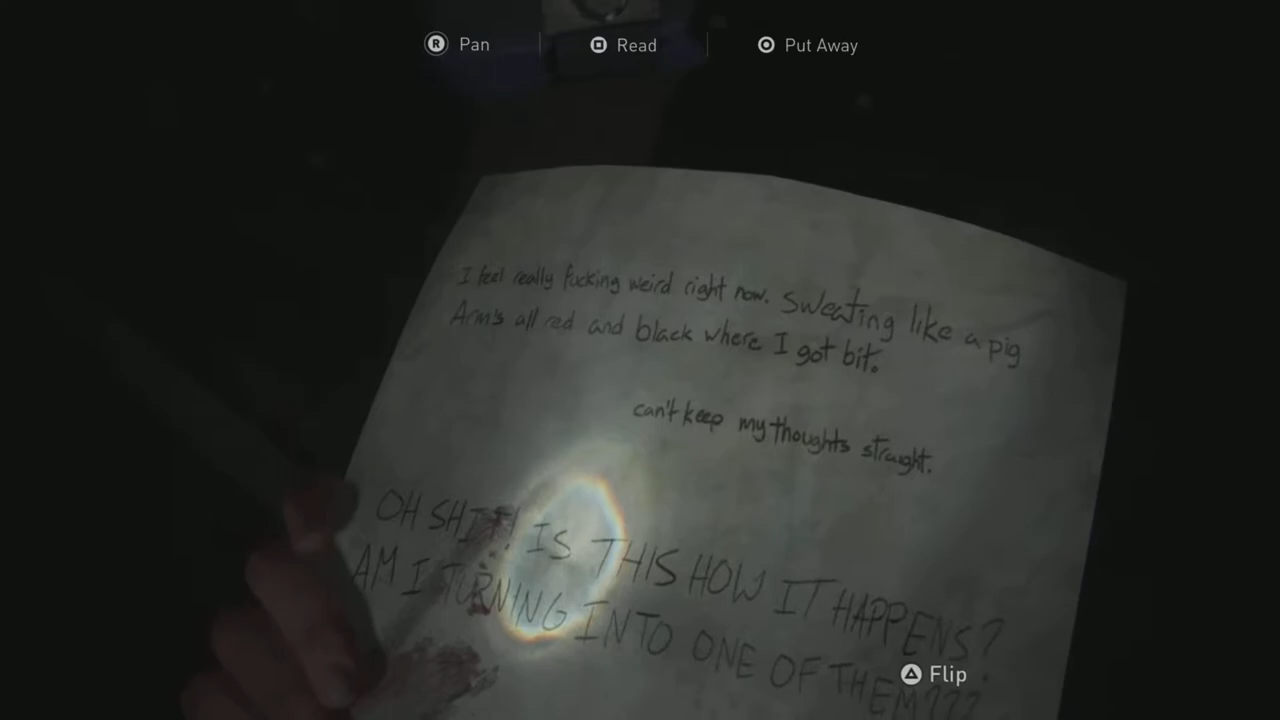 R Pan Read Put Away
I feel really fucking weird right now. Sweating like a pig
Arm's all red and black where I got bit.
can't keep my thoughts straight.
OH SHIT! IS THIS HOW IT HAPPENS?
AM I TURNING INTO ONE OF THEM???
Flip